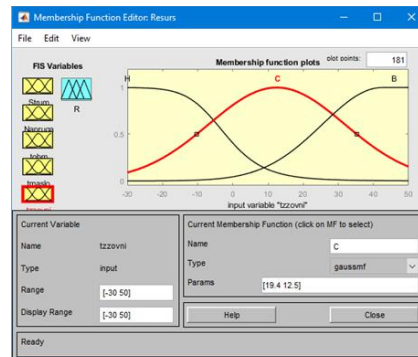 Membership Function Editor: Resurs
File Edit View
FIS Variables
Membership function plots
plot points: 181
Strum
R
Napruga
tobm
tmaslo
tzzovni
H
C
B
1
0.5
0
-30 -20 -10 0 10 20 30 40 50
input variable "tzzovni"
Current Variable
Name tzzovni
Type input
Range [-30 50]
Display Range [-30 50]
Current Membership Function (click on MF to select)
Name C
Type gaussmf
Params [19.4 12.5]
Help Close
Ready